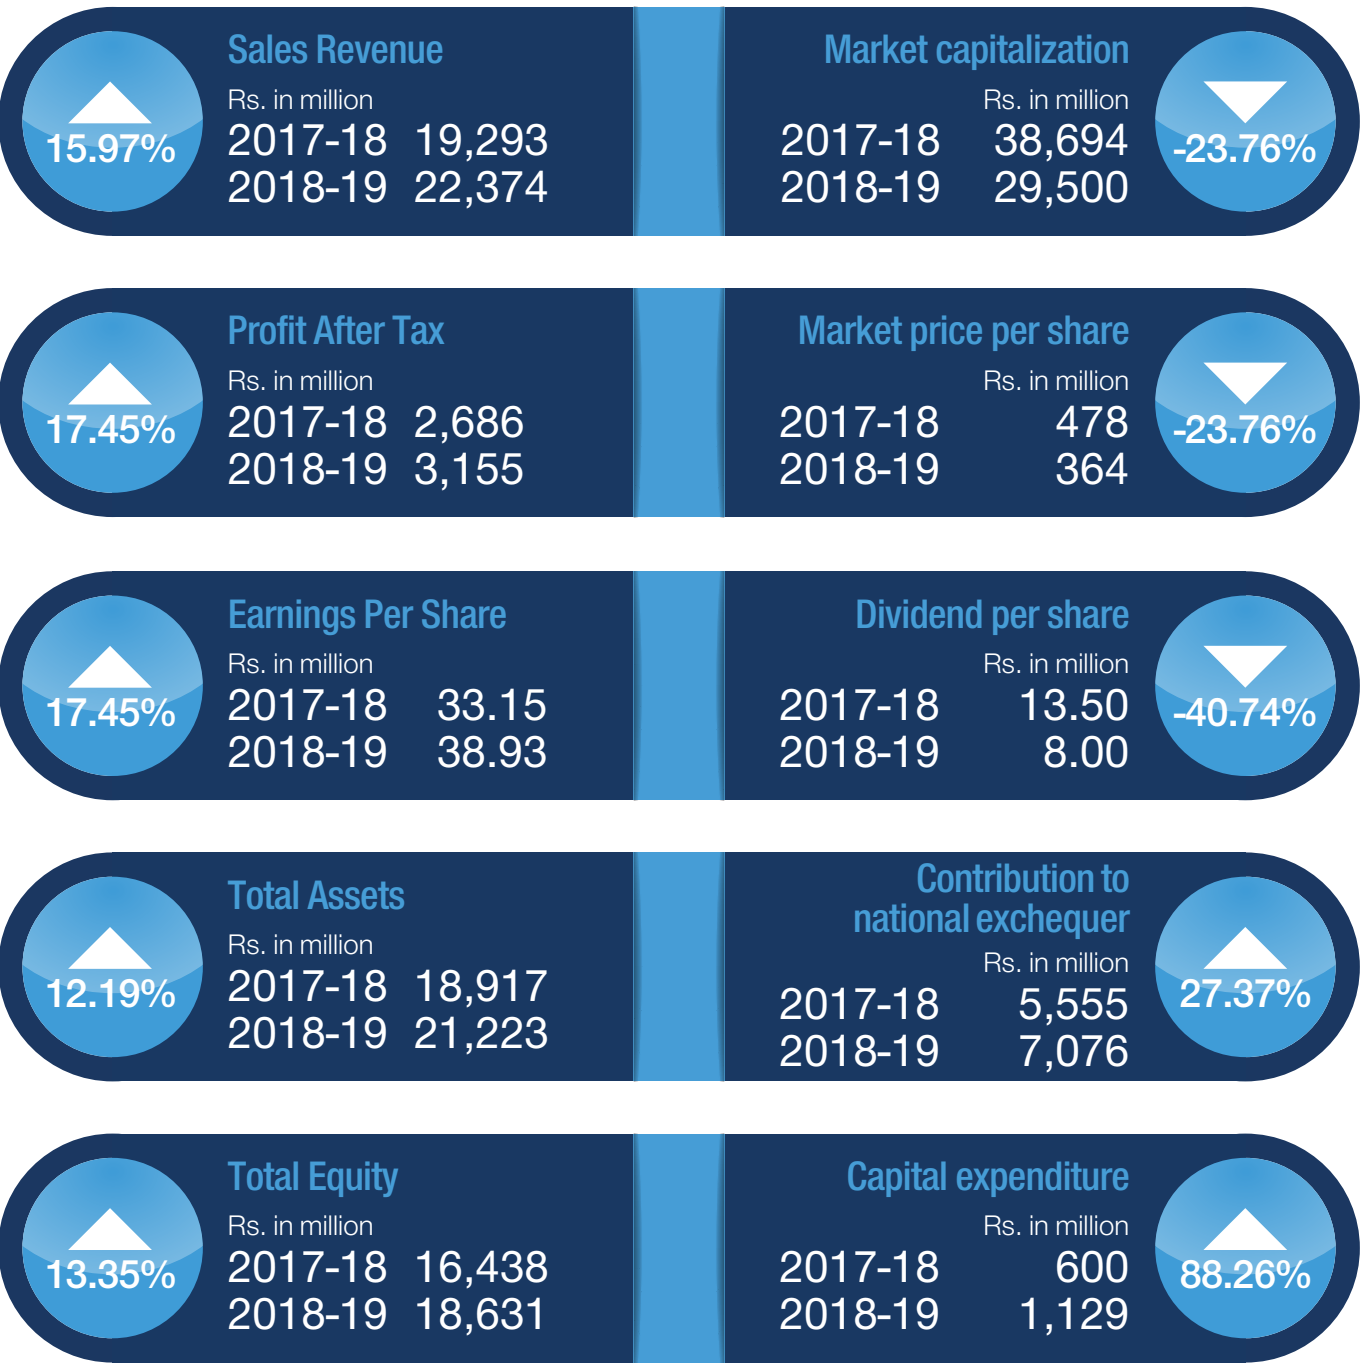 Sales Revenue
Rs. in million
2017-18 19,293
2018-19 22,374
15.97%
Market capitalization
Rs. in million
2017-18 38,694
2018-19 29,500
-23.76%
Profit After Tax
Rs. in million
2017-18 2,686
2018-19 3,155
17.45%
Market price per share
Rs. in million
2017-18 478
2018-19 364
-23.76%
Earnings Per Share
Rs. in million
2017-18 33.15
2018-19 38.93
17.45%
Dividend per share
Rs. in million
2017-18 13.50
2018-19 8.00
-40.74%
Total Assets
Rs. in million
2017-18 18,917
2018-19 21,223
12.19%
Contribution to
national exchequer
Rs. in million
2017-18 5,555
2018-19 7,076
27.37%
Total Equity
Rs. in million
2017-18 16,438
2018-19 18,631
13.35%
Capital expenditure
Rs. in million
2017-18 600
2018-19 1,129
88.26%